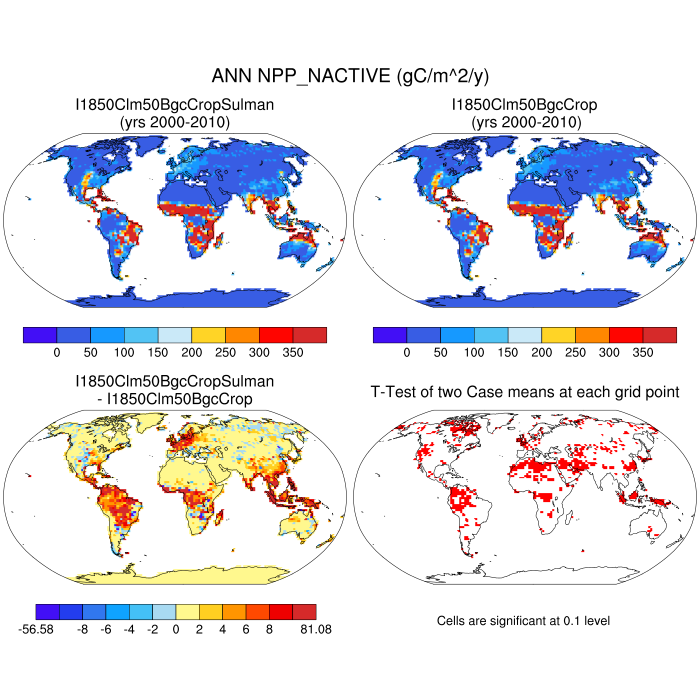 ANN NPP_NACTIVE (gC/m^2/y)
I1850Clm50BgcCropSulman
(yrs 2000-2010)
I1850Clm50BgcCrop
(yrs 2000-2010)
0 50 100 150 200 250 300 350
0 50 100 150 200 250 300 350
I1850Clm50BgcCropSulman
- I1850Clm50BgcCrop
T-Test of two Case means at each grid point
-56.58 -8 -6 -4 -2 0 2 4 6 8 81.08
Cells are significant at 0.1 level